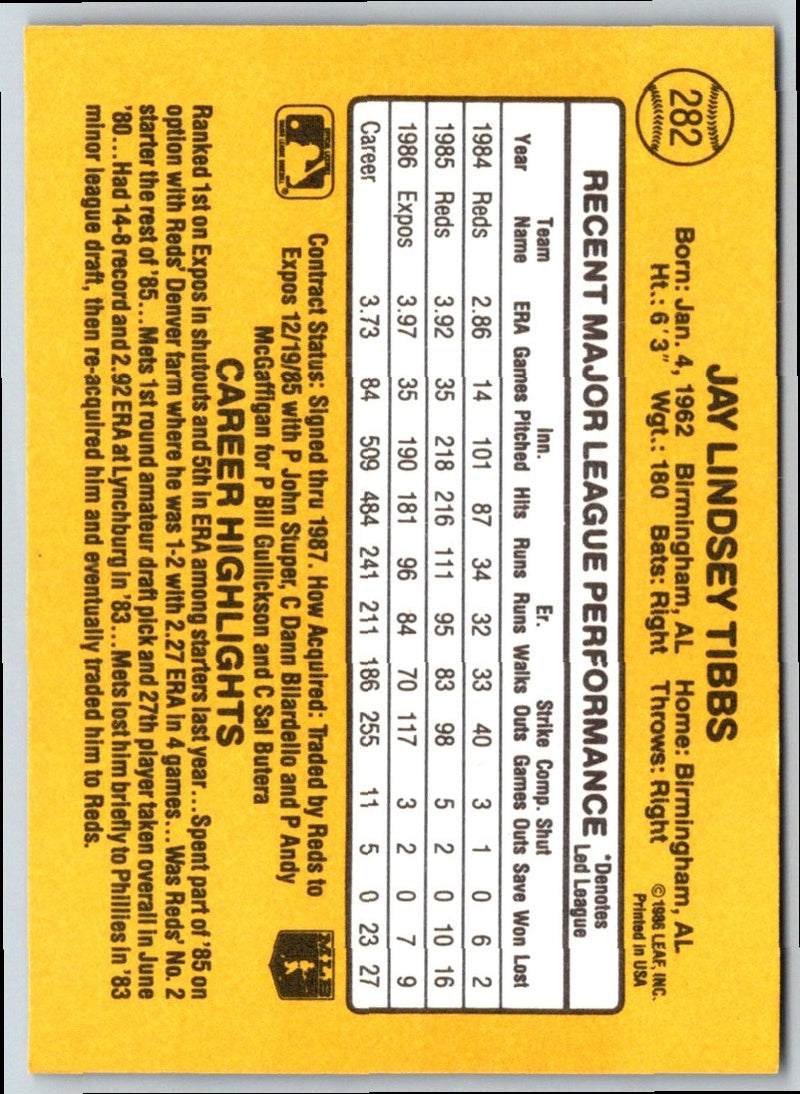 282
JAY LINDSEY TIBBS
Born: Jan. 4, 1962 Birmingham, AL Home: Birmingham, AL
Ht.: 6'3" Wgt.: 180 Bats: Right Throws: Right
©1986 LEAF, INC.
Printed in USA
RECENT MAJOR LEAGUE PERFORMANCE
*Denotes
Led League
Team Inn. Er. Strike Comp. Shut
Year Name ERA Games Pitched Hits Runs Runs Walks Outs Games Outs Save Won Lost
1984 Reds 2.86 14 101 87 34 32 33 40 3 1 0 6 2
1985 Reds 3.92 35 218 216 111 95 83 98 5 2 0 10 16
1986 Expos 3.97 35 190 181 96 84 70 117 3 2 0 7 9
Career 3.73 84 509 484 241 211 186 255 11 5 0 23 27
Contract Status: Signed thru 1987. How Acquired: Traded by Reds to
Expos 12/19/85 with P John Stuper, C Dann Bilardello and P Andy
McGaffigan for P Bill Gullickson and C Sal Butera
MLB
CAREER HIGHLIGHTS
Ranked 1st on Expos in shutouts and 5th in ERA among starters last year...Spent part of '85 on
option with Reds' Denver farm where he was 1-2 with 2.27 ERA in 4 games...Was Reds' No. 2
starter the rest of '85...Mets 1st round amateur draft pick and 27th player taken overall in June
'80...Had 14-8 record and 2.92 ERA at Lynchburg in '83...Mets lost him briefly to Phillies in '83
minor league draft, then re-acquired him and eventually traded him to Reds.